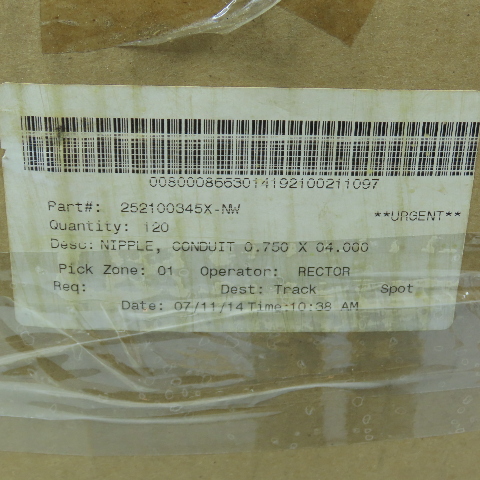 0080008663014192100211097
Part#: 252100345X-NW **URGENT**
Quantity: 120
Desc: NIPPLE, CONDUIT 0.750 X 04.000
Pick Zone: 01 Operator: RECTOR
Req: Dest: Track Spot
Date: 07/11/14 Time:10:38 AM